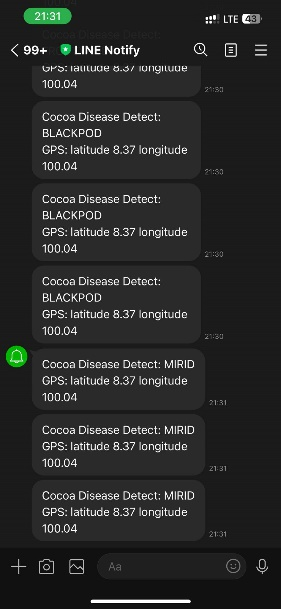 21:31
LTE 43
99+ LINE Notify
Cocoa Disease Detect:
GPS: latitude 8.37 longitude
100.04
21:30
Cocoa Disease Detect:
BLACKPOD
GPS: latitude 8.37 longitude
100.04
21:30
Cocoa Disease Detect:
BLACKPOD
GPS: latitude 8.37 longitude
100.04
21:30
Cocoa Disease Detect:
BLACKPOD
GPS: latitude 8.37 longitude
100.04
21:30
Cocoa Disease Detect: MIRID
GPS: latitude 8.37 longitude
100.04
21:31
Cocoa Disease Detect: MIRID
GPS: latitude 8.37 longitude
100.04
21:31
Cocoa Disease Detect: MIRID
GPS: latitude 8.37 longitude
100.04
21:31
Aa